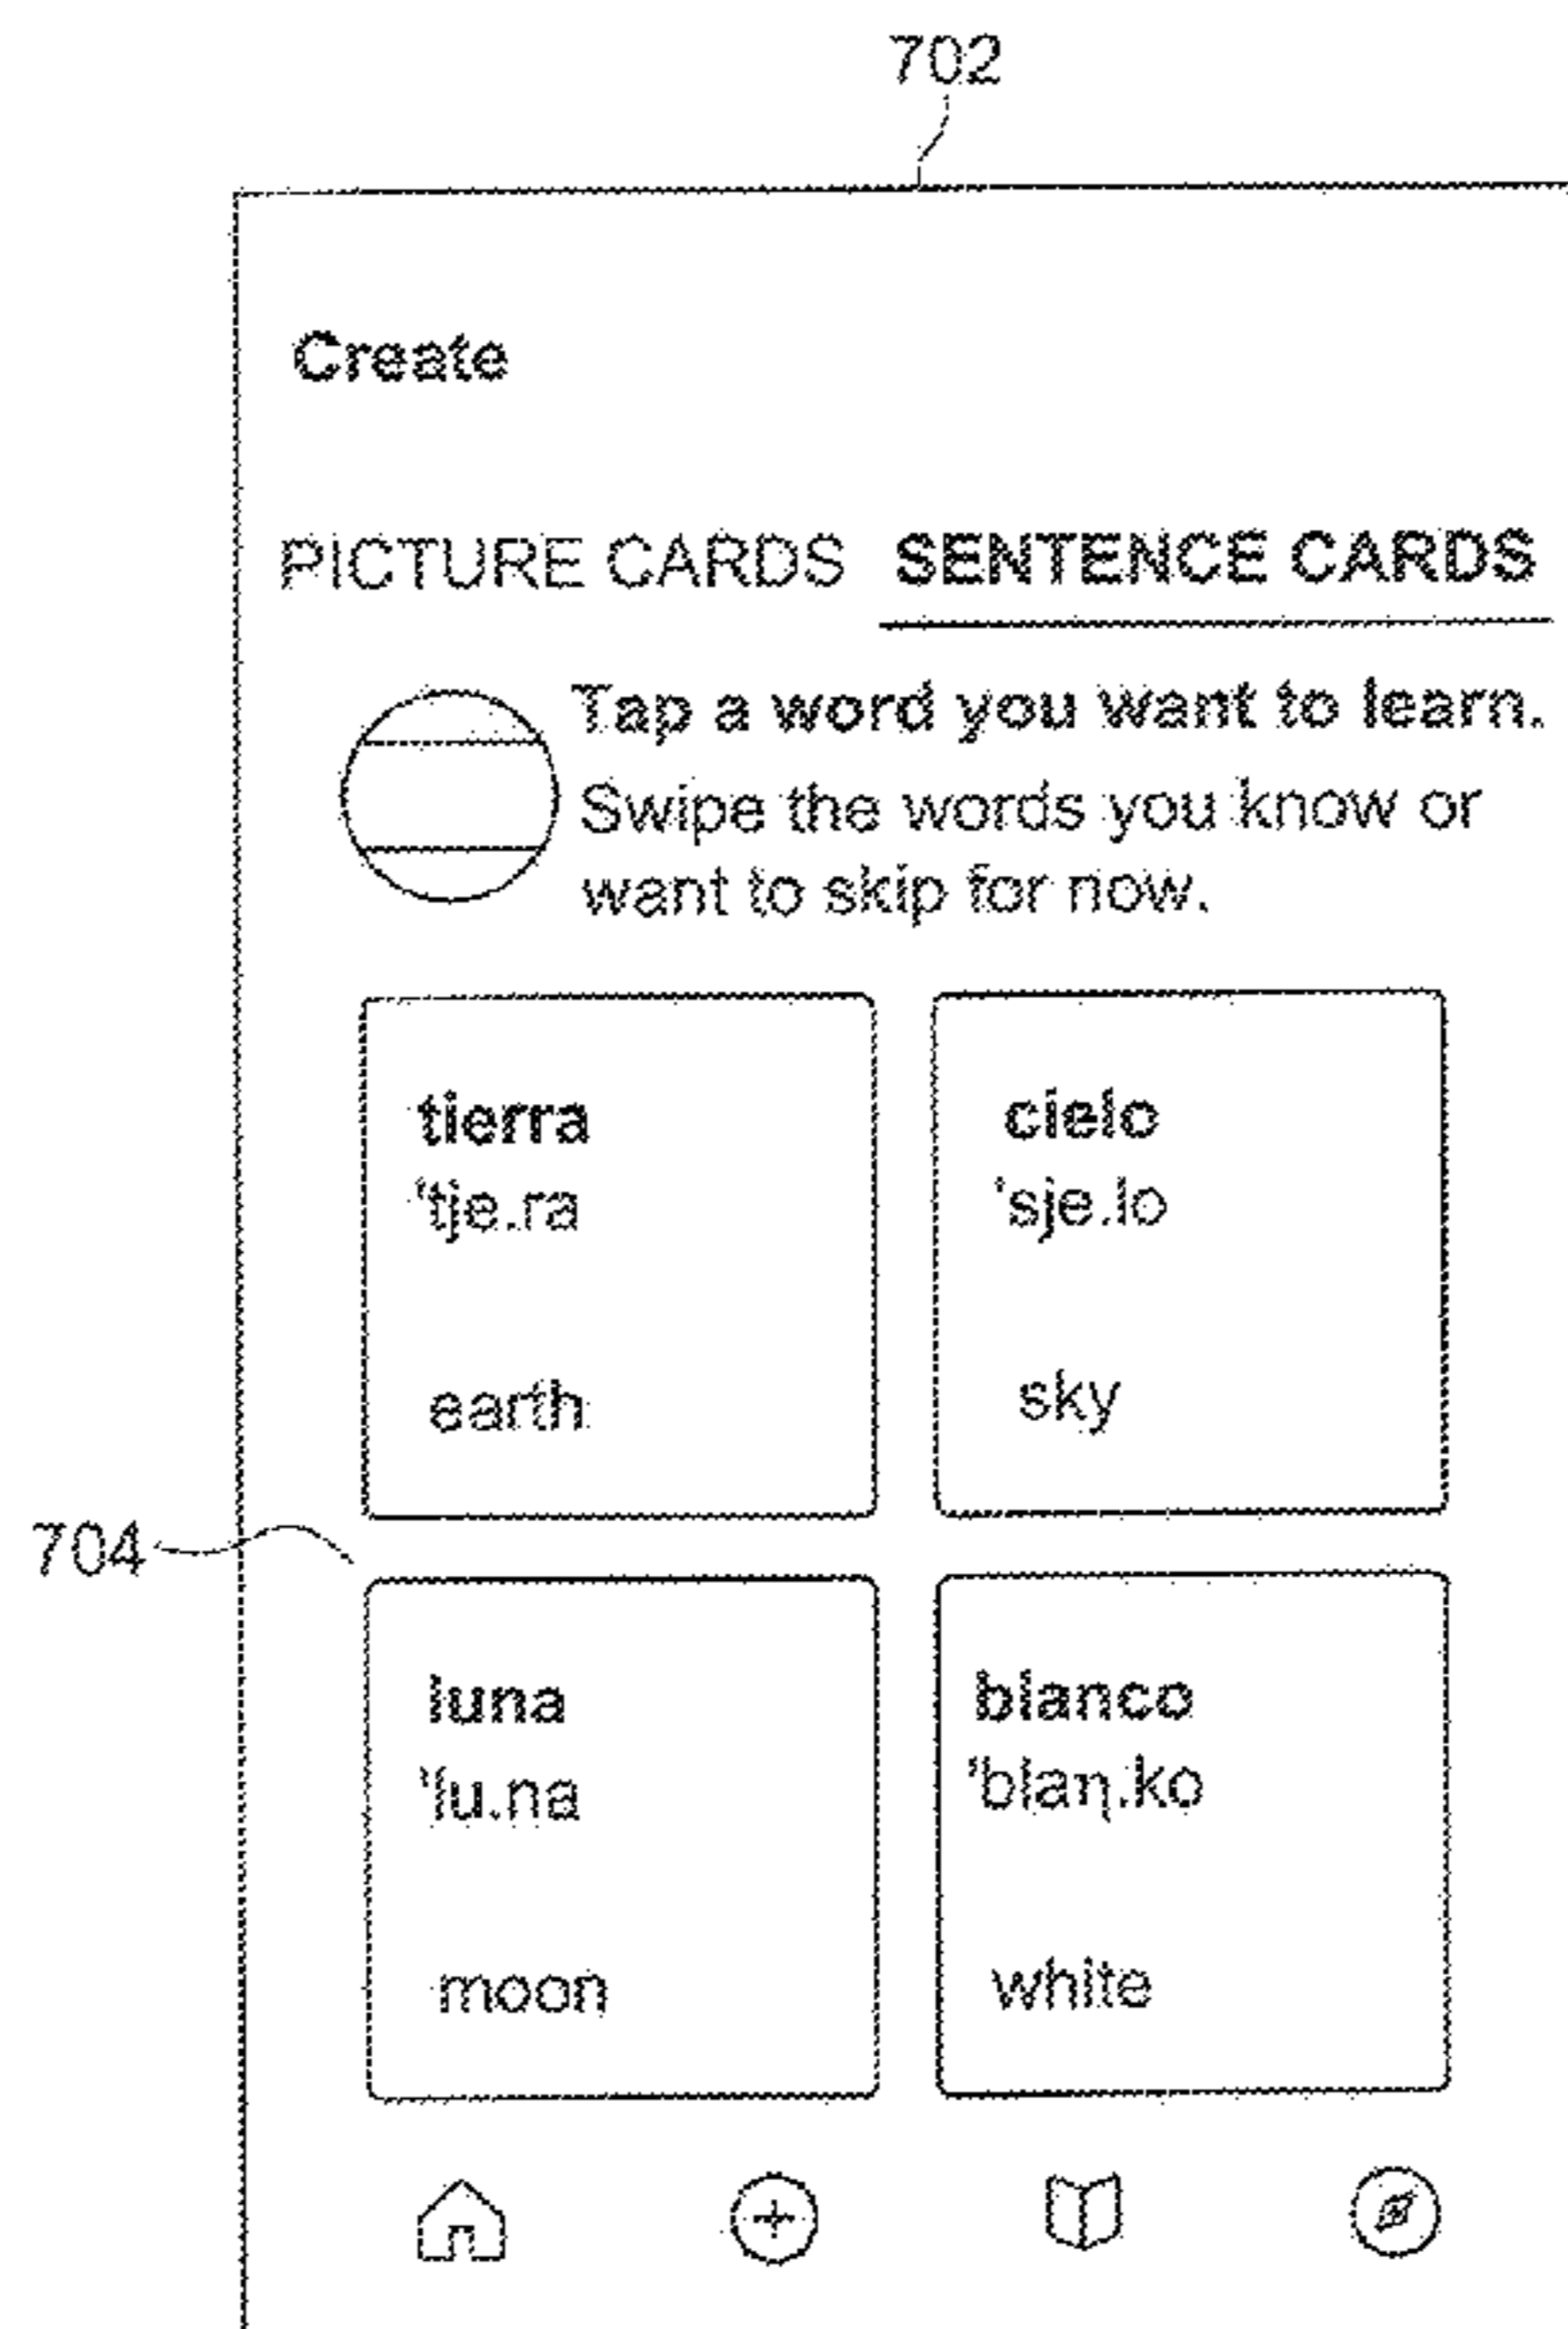 702
Create
PICTURE CARDS SENTENCE CARDS
Tap a word you want to learn.
Swipe the words you know or
want to skip for now.
tierra cielo
'tje.ra 'sje.lo
earth sky
704
luna blanco
'lu.na 'blaŋ.ko
moon white